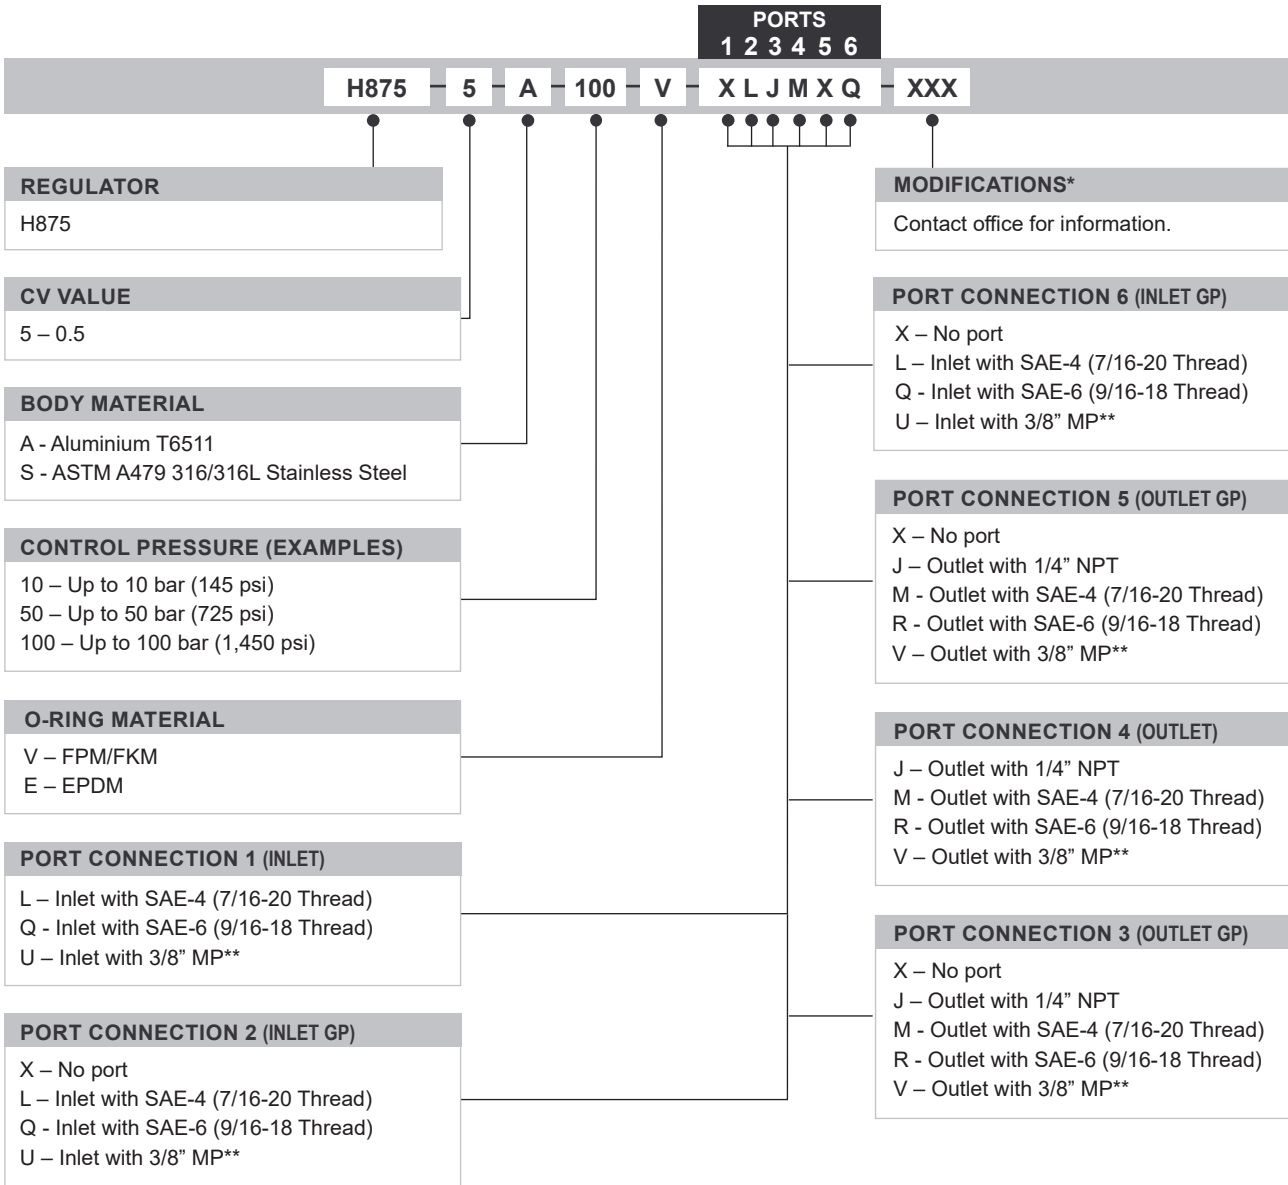 PORTS
1 2 3 4 5 6
H875 – 5 – A – 100 – V – X L J M X Q – XXX
REGULATOR
H875
CV VALUE
5 – 0.5
BODY MATERIAL
A - Aluminium T6511
S - ASTM A479 316/316L Stainless Steel
CONTROL PRESSURE (EXAMPLES)
10 – Up to 10 bar (145 psi)
50 – Up to 50 bar (725 psi)
100 – Up to 100 bar (1,450 psi)
O-RING MATERIAL
V – FPM/FKM
E – EPDM
PORT CONNECTION 1 (INLET)
L – Inlet with SAE-4 (7/16-20 Thread)
Q - Inlet with SAE-6 (9/16-18 Thread)
U – Inlet with 3/8” MP**
PORT CONNECTION 2 (INLET GP)
X – No port
L – Inlet with SAE-4 (7/16-20 Thread)
Q - Inlet with SAE-6 (9/16-18 Thread)
U – Inlet with 3/8” MP**
MODIFICATIONS*
Contact office for information.
PORT CONNECTION 6 (INLET GP)
X – No port
L – Inlet with SAE-4 (7/16-20 Thread)
Q - Inlet with SAE-6 (9/16-18 Thread)
U – Inlet with 3/8” MP**
PORT CONNECTION 5 (OUTLET GP)
X – No port
J – Outlet with 1/4” NPT
M - Outlet with SAE-4 (7/16-20 Thread)
R - Outlet with SAE-6 (9/16-18 Thread)
V – Outlet with 3/8” MP**
PORT CONNECTION 4 (OUTLET)
J – Outlet with 1/4” NPT
M - Outlet with SAE-4 (7/16-20 Thread)
R - Outlet with SAE-6 (9/16-18 Thread)
V – Outlet with 3/8” MP**
PORT CONNECTION 3 (OUTLET GP)
X – No port
J – Outlet with 1/4” NPT
M - Outlet with SAE-4 (7/16-20 Thread)
R - Outlet with SAE-6 (9/16-18 Thread)
V – Outlet with 3/8” MP**